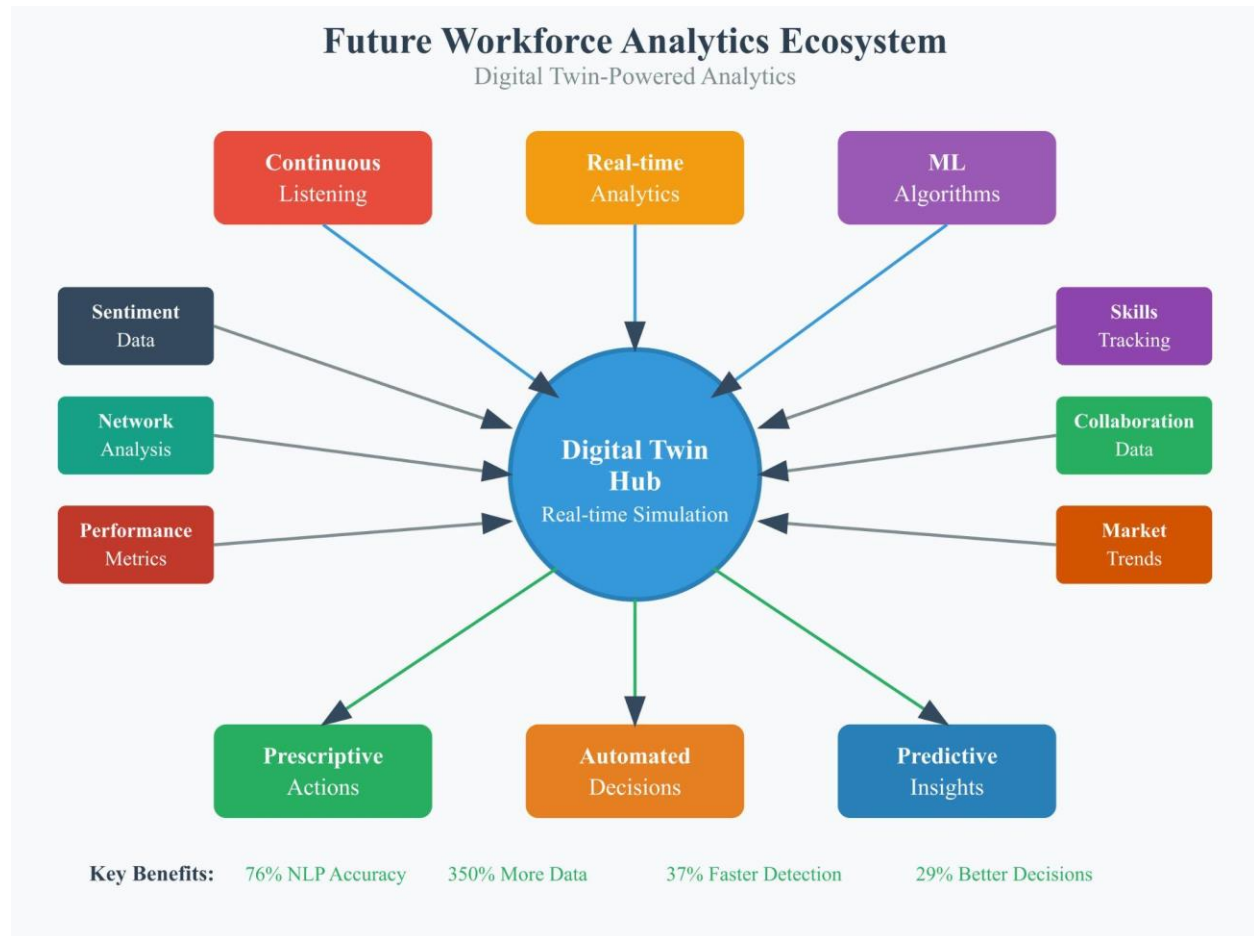 Future Workforce Analytics Ecosystem
Digital Twin-Powered Analytics
Continuous
Listening
Real-time
Analytics
ML
Algorithms
Sentiment
Data
Network
Analysis
Performance
Metrics
Digital Twin
Hub
Real-time Simulation
Skills
Tracking
Collaboration
Data
Market
Trends
Prescriptive
Actions
Automated
Decisions
Predictive
Insights
Key Benefits: 76% NLP Accuracy 350% More Data 37% Faster Detection 29% Better Decisions